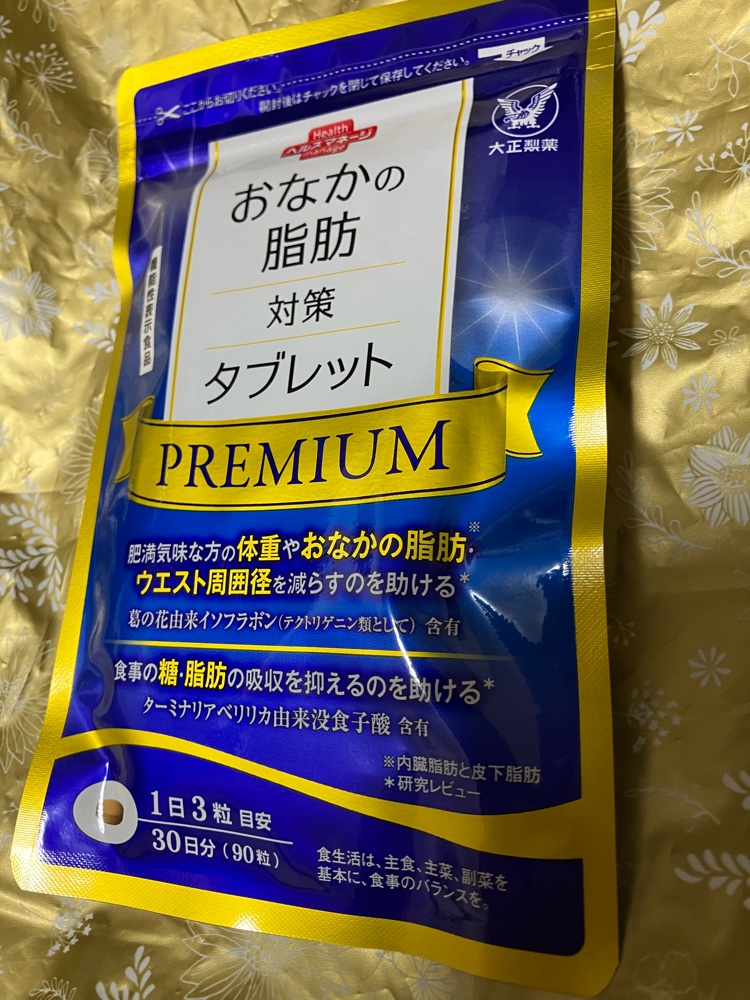 ここからお切りください。
開封後はチャックを閉じて保存してください。
チャック
大正製薬
Health
ヘルスマネージ
manage
おなかの
脂肪
対策
タブレット
機能性表示食品
PREMIUM
肥満気味な方の体重やおなかの脂肪※・
ウエスト周囲径を減らすのを助ける*
葛の花由来イソフラボン(テクトリゲニン類として) 含有
食事の糖・脂肪の吸収を抑えるのを助ける*
ターミナリアベリリカ由来没食子酸 含有
※内臓脂肪と皮下脂肪
*研究レビュー
1日3粒 目安
30日分(90粒)
食生活は、主食、主菜、副菜を
基本に、食事のバランスを。